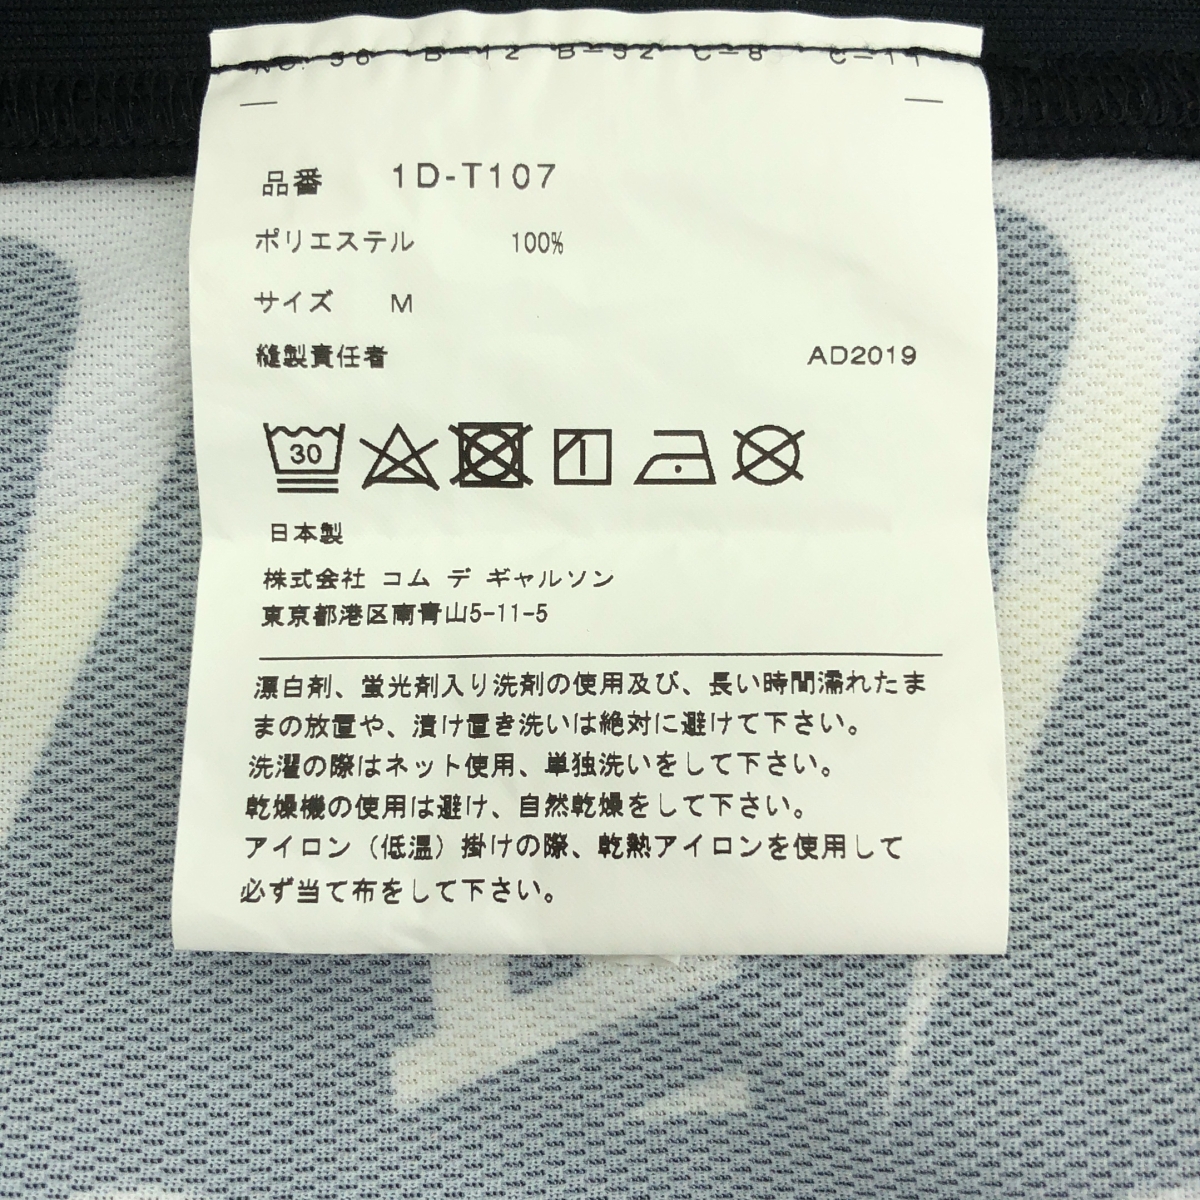 品番 1D-T107
ポリエステル 100%
サイズ M
縫製責任者 AD2019
30
日本製
株式会社 コム デ ギャルソン
東京都港区南青山5-11-5
漂白剤、蛍光剤入り洗剤の使用及び、長い時間濡れたま
まの放置や、漬け置き洗いは絶対に避けて下さい。
洗濯の際はネット使用、単独洗いをして下さい。
乾燥機の使用は避け、自然乾燥をして下さい。
アイロン（低温）掛けの際、乾熱アイロンを使用して
必ず当て布をして下さい。